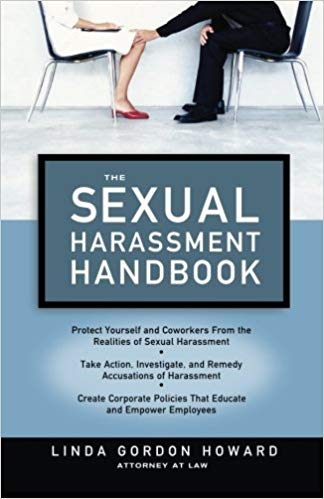 THE
SEXUAL
HARASSMENT
HANDBOOK
Protect Yourself and Coworkers From the
Realities of Sexual Harassment
•
Take Action, Investigate, and Remedy
Accusations of Harassment
•
Create Corporate Policies That Educate
and Empower Employees
LINDA GORDON HOWARD
ATTORNEY AT LAW